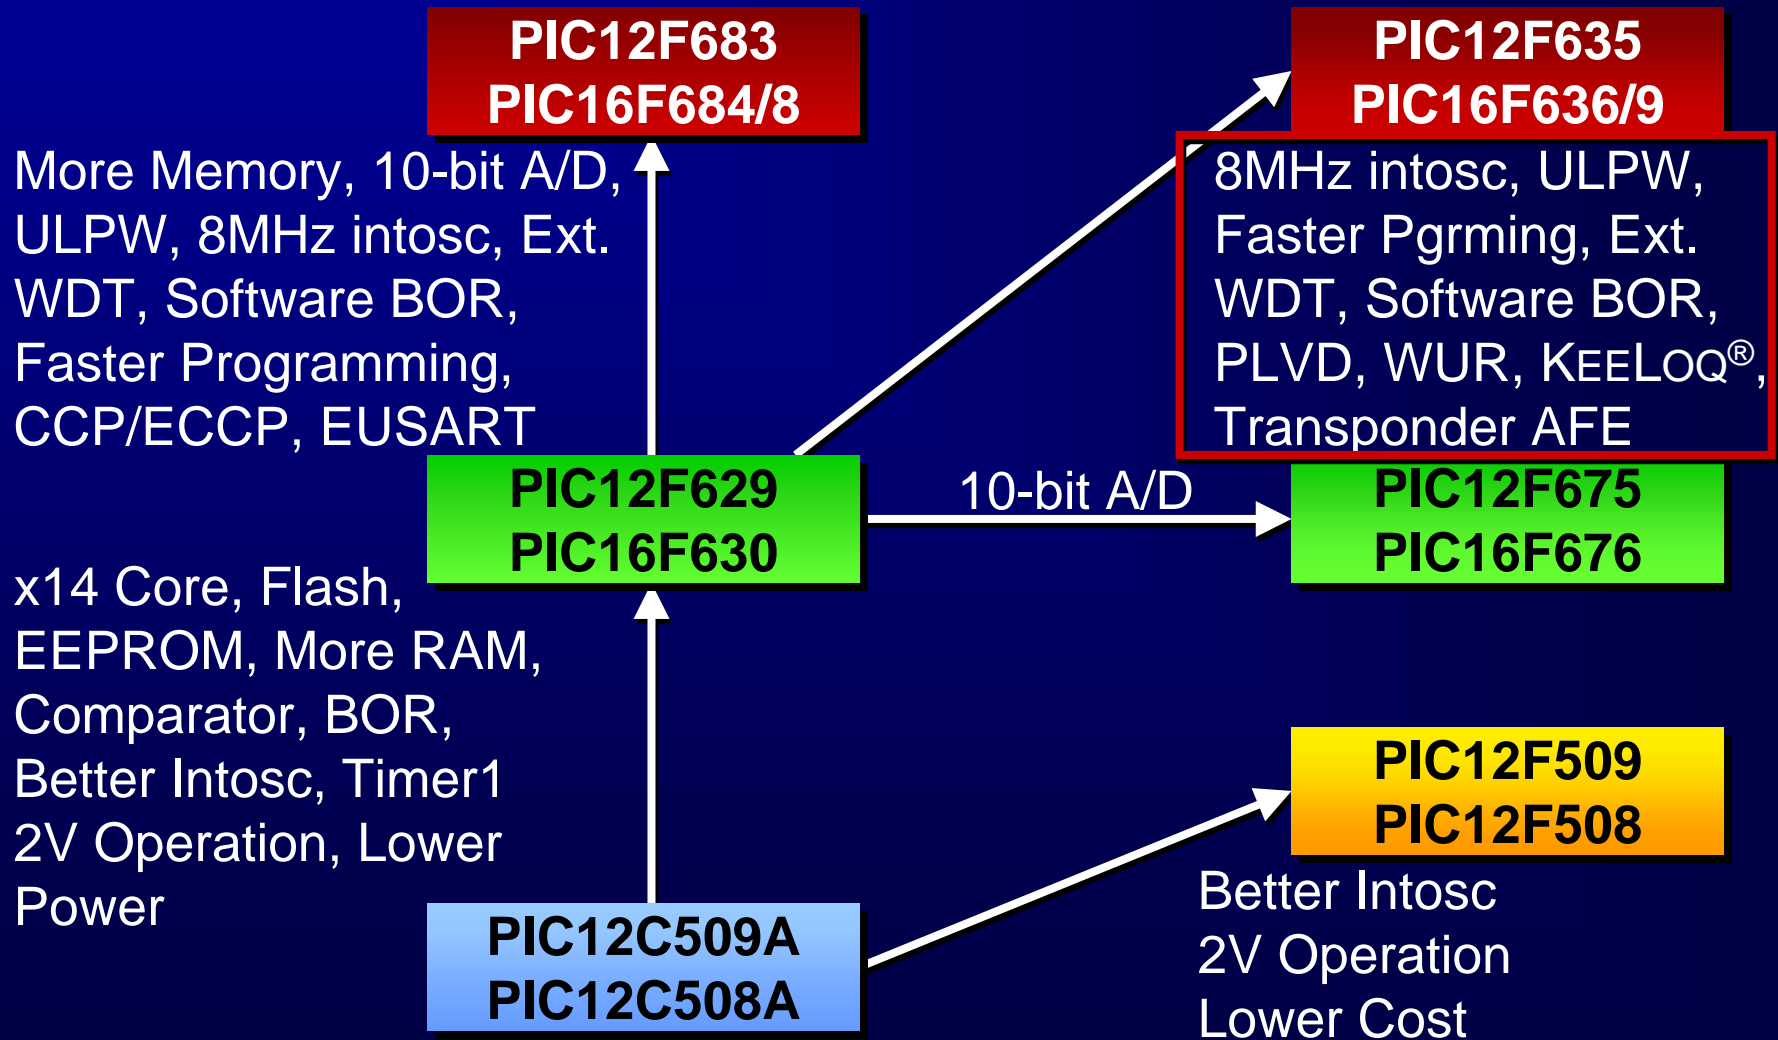 PIC12F683
PIC16F684/8
PIC12F635
PIC16F636/9
More Memory, 10-bit A/D,
ULPW, 8MHz intosc, Ext.
WDT, Software BOR,
Faster Programming,
CCP/ECCP, EUSART
8MHz intosc, ULPW,
Faster Pgrming, Ext.
WDT, Software BOR,
PLVD, WUR, KEELOQ®,
Transponder AFE
PIC12F629
PIC16F630
10-bit A/D
PIC12F675
PIC16F676
x14 Core, Flash,
EEPROM, More RAM,
Comparator, BOR,
Better Intosc, Timer1
2V Operation, Lower
Power
PIC12F509
PIC12F508
Better Intosc
2V Operation
Lower Cost
PIC12C509A
PIC12C508A